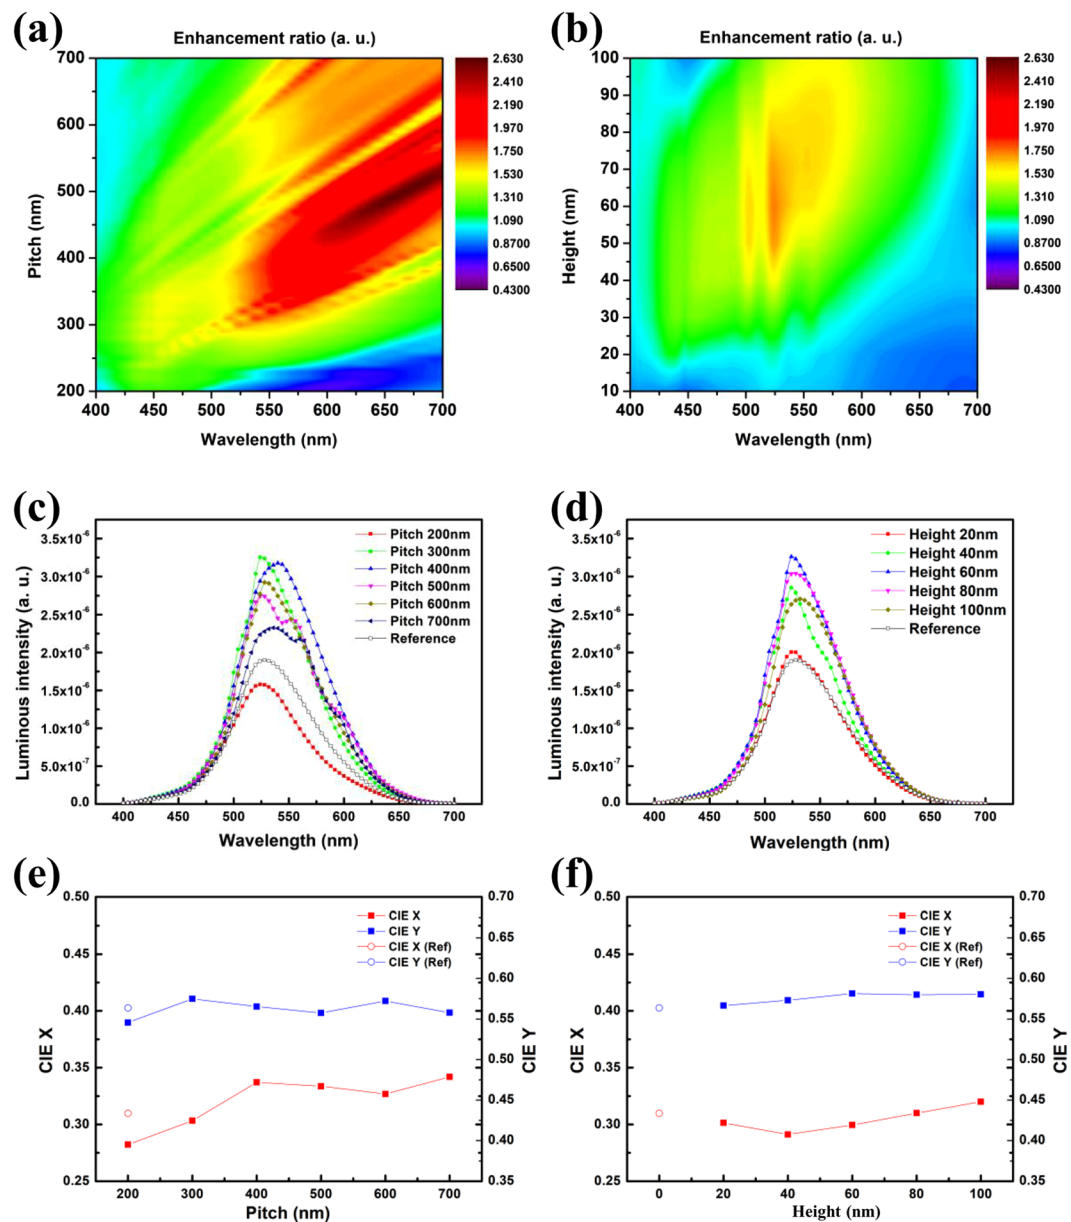 (a)
Enhancement ratio (a. u.)
700
600
500
400
300
200
Pitch (nm)
400 450 500 550 600 650 700
Wavelength (nm)
2.630
2.410
2.190
1.970
1.750
1.530
1.310
1.090
0.8700
0.6500
0.4300
(b)
Enhancement ratio (a. u.)
100
90
80
70
60
50
40
30
20
10
Height (nm)
400 450 500 550 600 650 700
Wavelength (nm)
2.630
2.410
2.190
1.970
1.750
1.530
1.310
1.090
0.8700
0.6500
0.4300
(c)
Luminous intensity (a. u.)
3.5x10⁻⁶
3.0x10⁻⁶
2.5x10⁻⁶
2.0x10⁻⁶
1.5x10⁻⁶
1.0x10⁻⁶
5.0x10⁻⁷
0.0
Pitch 200nm
Pitch 300nm
Pitch 400nm
Pitch 500nm
Pitch 600nm
Pitch 700nm
Reference
400 450 500 550 600 650 700
Wavelength (nm)
(d)
Luminous intensity (a. u.)
3.5x10⁻⁶
3.0x10⁻⁶
2.5x10⁻⁶
2.0x10⁻⁶
1.5x10⁻⁶
1.0x10⁻⁶
5.0x10⁻⁷
0.0
Height 20nm
Height 40nm
Height 60nm
Height 80nm
Height 100nm
Reference
400 450 500 550 600 650 700
Wavelength (nm)
(e)
CIE X
0.50
0.45
0.40
0.35
0.30
0.25
CIE X
CIE Y
CIE X (Ref)
CIE Y (Ref)
0.70
0.65
0.60
0.55
0.50
0.45
0.40
0.35
CIE Y
200 300 400 500 600 700
Pitch (nm)
(f)
CIE X
0.50
0.45
0.40
0.35
0.30
0.25
CIE X
CIE Y
CIE X (Ref)
CIE Y (Ref)
0.70
0.65
0.60
0.55
0.50
0.45
0.40
0.35
CIE Y
0 20 40 60 80 100
Height (nm)